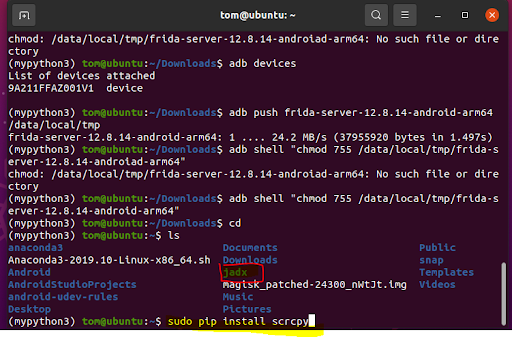 tom@ubuntu: ~
chmod: /data/local/tmp/frida-server-12.8.14-androiad-arm64: No such file or dire
ctory
(mypython3) tom@ubuntu:~/Downloads$ adb devices
List of devices attached
9A211FFAZ001V1 device
(mypython3) tom@ubuntu:~/Downloads$ adb push frida-server-12.8.14-android-arm64
/data/local/tmp
frida-server-12.8.14-android-arm64: 1 .... 24.2 MB/s (37955920 bytes in 1.497s)
(mypython3) tom@ubuntu:~/Downloads$ adb shell "chmod 755 /data/local/tmp/frida-s
erver-12.8.14-androiad-arm64"
chmod: /data/local/tmp/frida-server-12.8.14-androiad-arm64: No such file or dire
ctory
(mypython3) tom@ubuntu:~/Downloads$ adb shell "chmod 755 /data/local/tmp/frida-s
erver-12.8.14-android-arm64"
(mypython3) tom@ubuntu:~/Downloads$ cd
(mypython3) tom@ubuntu:~$ ls
anaconda3 Documents Public
Anaconda3-2019.10-Linux-x86_64.sh Downloads snap
Android jadx Templates
AndroidStudioProjects magisk_patched-24300_nWtJt.img Videos
android-udev-rules Music
Desktop Pictures
(mypython3) tom@ubuntu:~$ sudo pip install scrcpy